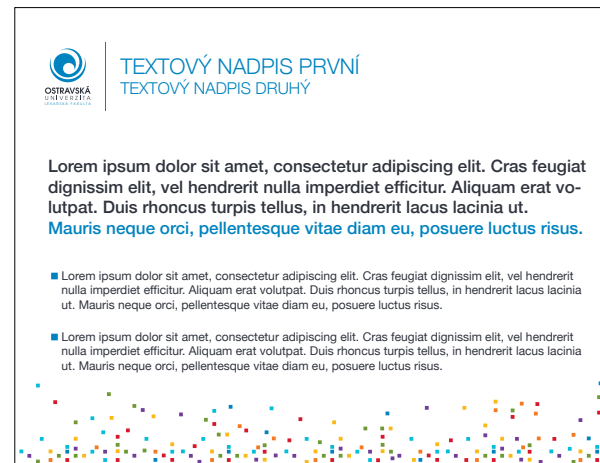 OSTRAVSKÁ
UNIVERZITA
LÉKAŘSKÁ FAKULTA
TEXTOVÝ NADPIS PRVNÍ
TEXTOVÝ NADPIS DRUHÝ
Lorem ipsum dolor sit amet, consectetur adipiscing elit. Cras feugiat
dignissim elit, vel hendrerit nulla imperdiet efficitur. Aliquam erat vo-
lutpat. Duis rhoncus turpis tellus, in hendrerit lacus lacinia ut.
Mauris neque orci, pellentesque vitae diam eu, posuere luctus risus.
Lorem ipsum dolor sit amet, consectetur adipiscing elit. Cras feugiat dignissim elit, vel hendrerit
nulla imperdiet efficitur. Aliquam erat volutpat. Duis rhoncus turpis tellus, in hendrerit lacus lacinia
ut. Mauris neque orci, pellentesque vitae diam eu, posuere luctus risus.
Lorem ipsum dolor sit amet, consectetur adipiscing elit. Cras feugiat dignissim elit, vel hendrerit
nulla imperdiet efficitur. Aliquam erat volutpat. Duis rhoncus turpis tellus, in hendrerit lacus lacinia
ut. Mauris neque orci, pellentesque vitae diam eu, posuere luctus risus.